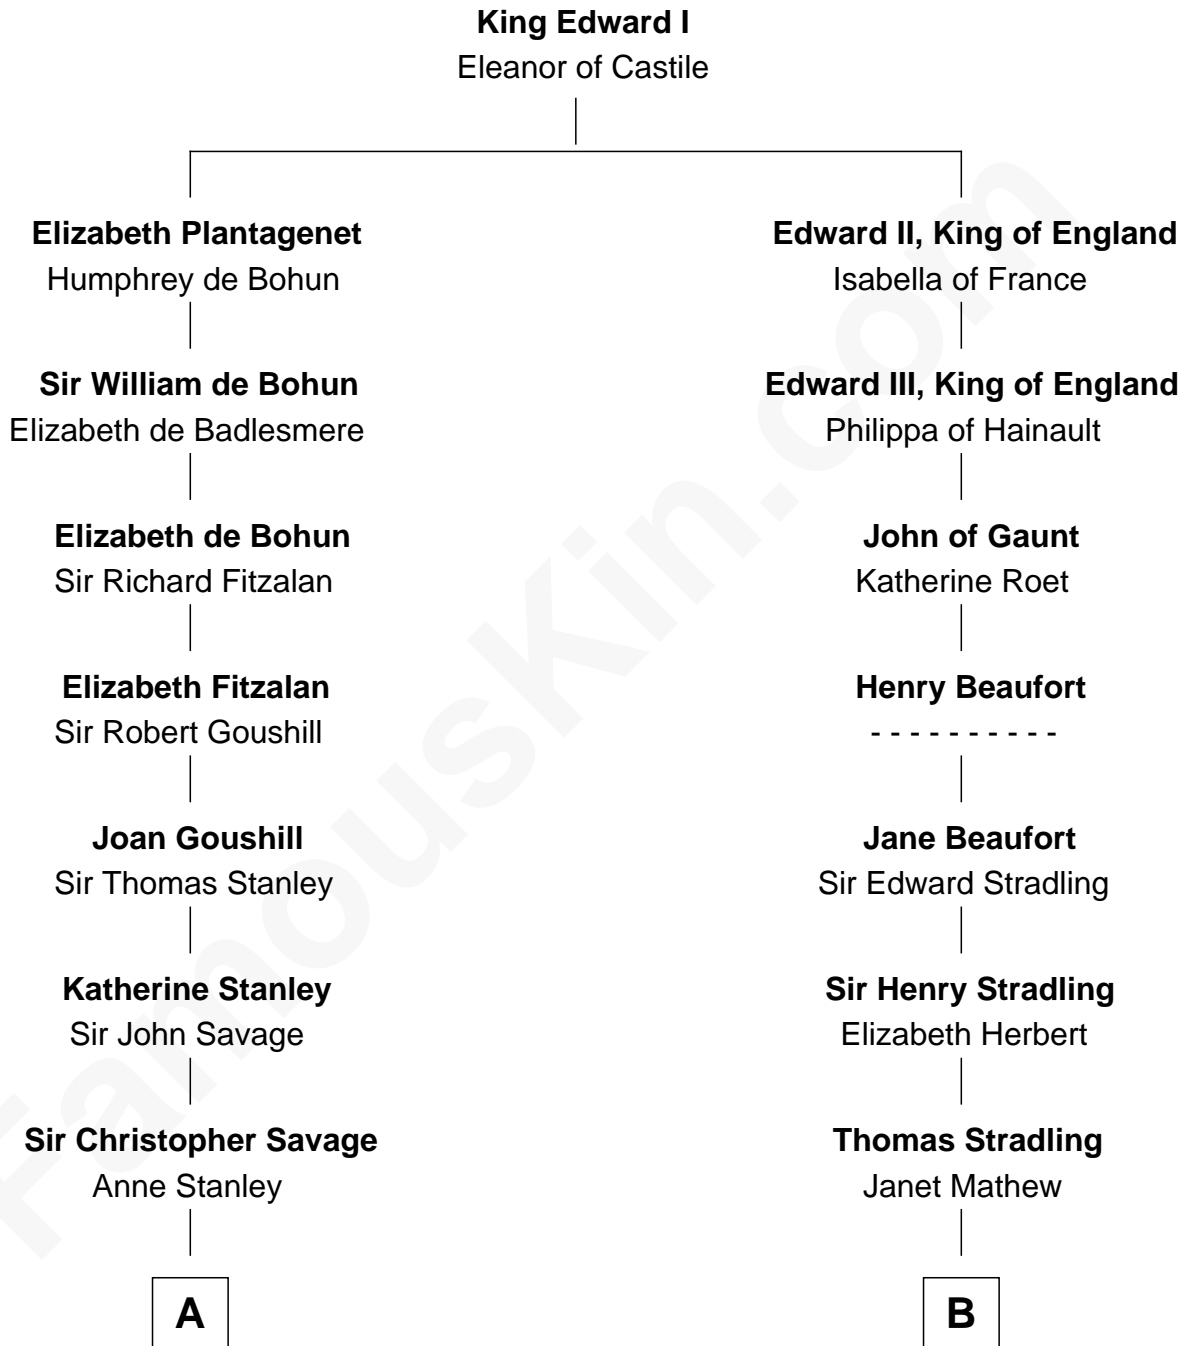 King Edward I
Eleanor of Castile
Elizabeth Plantagenet
Humphrey de Bohun
Edward II, King of England
Isabella of France
Sir William de Bohun
Elizabeth de Badlesmere
Edward III, King of England
Philippa of Hainault
Elizabeth de Bohun
Sir Richard Fitzalan
John of Gaunt
Katherine Roet
Elizabeth Fitzalan
Sir Robert Goushill
Henry Beaufort
- - - - - - - - - -
Joan Goushill
Sir Thomas Stanley
Jane Beaufort
Sir Edward Stradling
Katherine Stanley
Sir John Savage
Sir Henry Stradling
Elizabeth Herbert
Sir Christopher Savage
Anne Stanley
Thomas Stradling
Janet Mathew
A
B
FamousKin.com